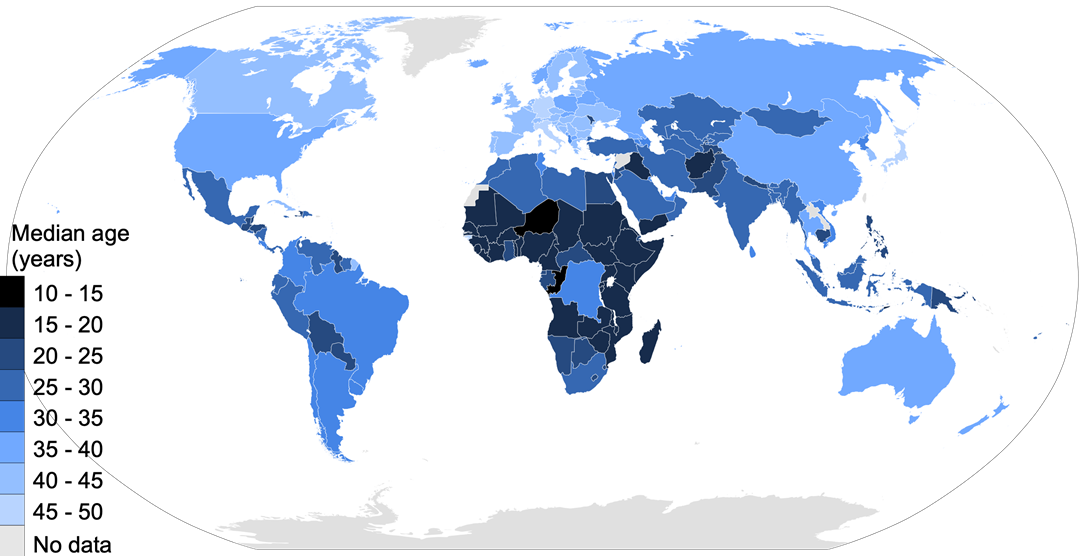 Median age
(years)
10 - 15
15 - 20
20 - 25
25 - 30
30 - 35
35 - 40
40 - 45
45 - 50
No data